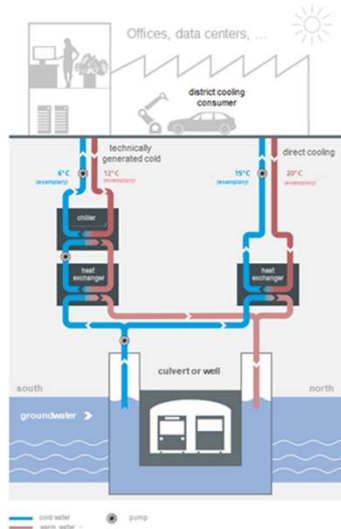 Offices, data centers, ...
district cooling
consumer
technically
generated cold
direct cooling
6°C
(exemplary)
12°C
(exemplary)
15°C
(exemplary)
20°C
(exemplary)
chiller
heat
exchanger
heat
exchanger
culvert or well
south
north
groundwater
cold water
pump
warm water